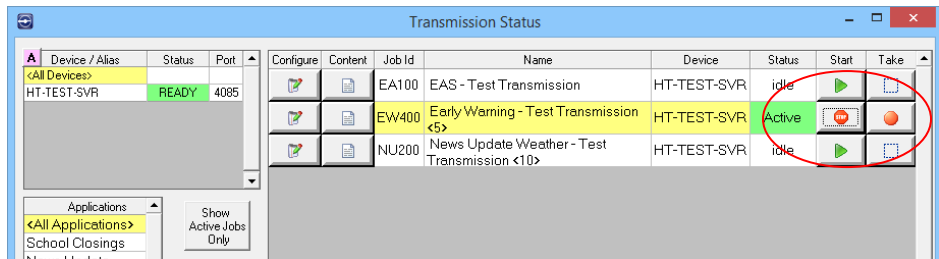 Transmission Status
A Device / Alias Status Port
<All Devices>
HT-TEST-SVR READY 4085
Configure Content Job Id Name Device Status Start Take
EA100 EAS - Test Transmission HT-TEST-SVR idle
EW400 Early Warning - Test Transmission
<5> HT-TEST-SVR Active STOP
NU200 News Update Weather - Test
Transmission <10> HT-TEST-SVR idle
Applications
<All Applications>
School Closings
Show
Active Jobs
Only